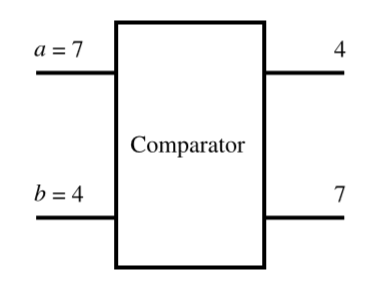 a = 7
4
Comparator
b = 4
7